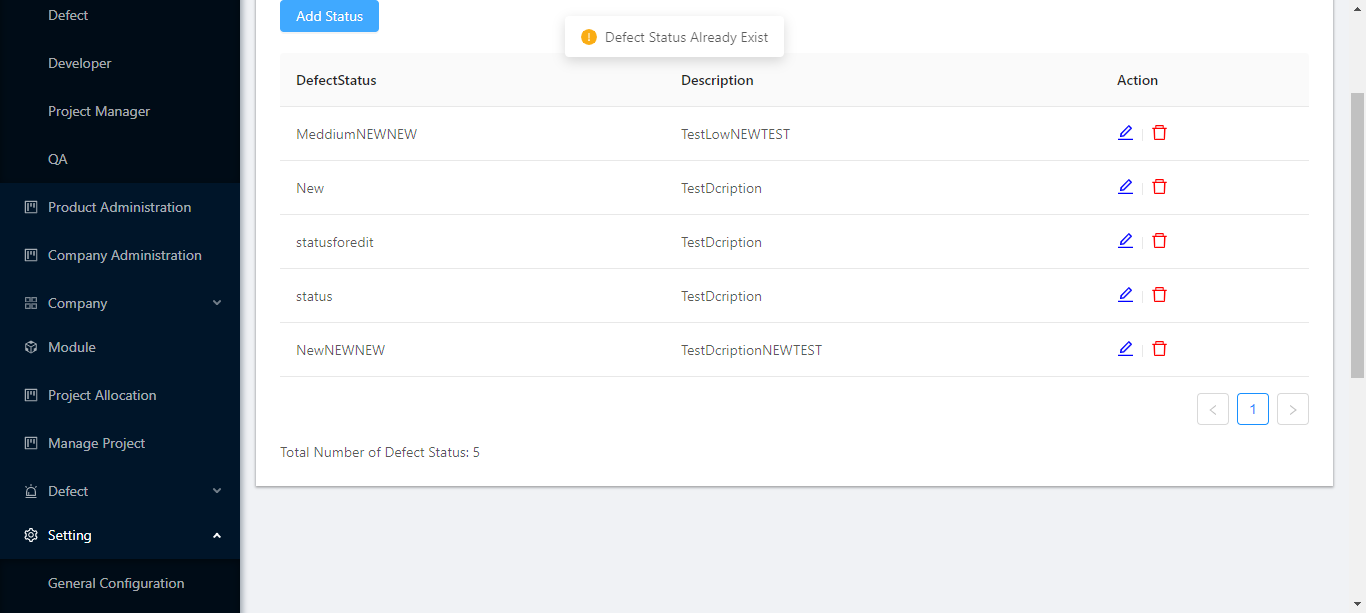 Defect
Developer
Project Manager
QA
Product Administration
Company Administration
Company
Module
Project Allocation
Manage Project
Defect
Setting
General Configuration
Add Status
Defect Status Already Exist
DefectStatus Description Action
MeddiumNEWNEW TestLowNEWTEST
New TestDcription
statusforedit TestDcription
status TestDcription
NewNEWNEW TestDcriptionNEWTEST
< 1 >
Total Number of Defect Status: 5